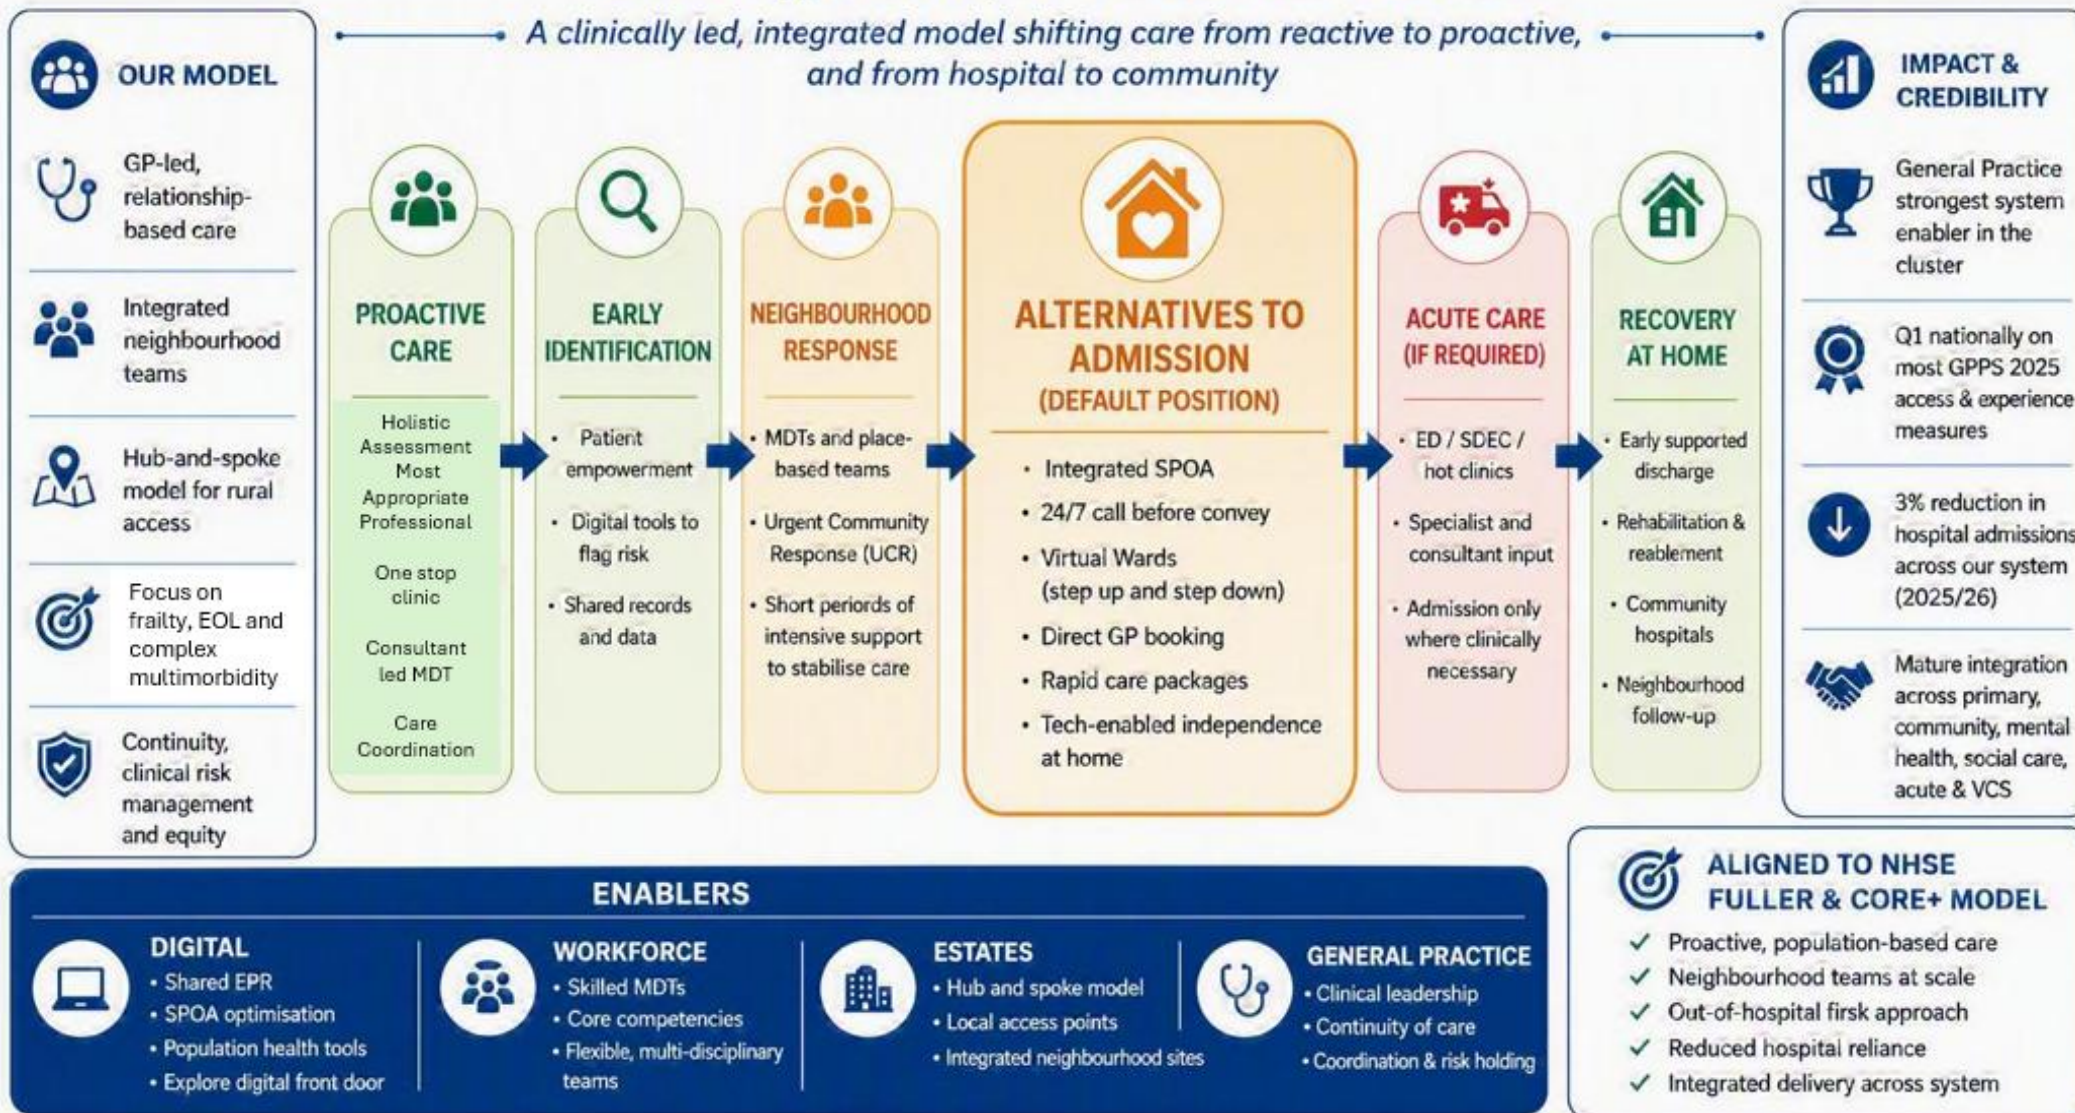 A clinically led, integrated model shifting care from reactive to proactive,
and from hospital to community
OUR MODEL
GP-led,
relationship-
based care
Integrated
neighbourhood
teams
Hub-and-spoke
model for rural
access
Focus on
frailty, EOL and
complex
multimorbidity
Continuity,
clinical risk
management
and equity
PROACTIVE
CARE
Holistic
Assessment
Most
Appropriate
Professional
One stop
clinic
Consultant
led MDT
Care
Coordination
EARLY
IDENTIFICATION
• Patient
empowerment
• Digital tools to
flag risk
• Shared records
and data
NEIGHBOURHOOD
RESPONSE
• MDTs and place-
based teams
• Urgent Community
Response (UCR)
• Short periords of
intensive support
to stabilise care
ALTERNATIVES TO
ADMISSION
(DEFAULT POSITION)
• Integrated SPOA
• 24/7 call before convey
• Virtual Wards
(step up and step down)
• Direct GP booking
• Rapid care packages
• Tech-enabled independence
at home
ACUTE CARE
(IF REQUIRED)
• ED / SDEC /
hot clinics
• Specialist and
consultant input
• Admission only
where clinically
necessary
RECOVERY
AT HOME
• Early supported
discharge
• Rehabilitation &
reablement
• Community
hospitals
• Neighbourhood
follow-up
IMPACT &
CREDIBILITY
General Practice
strongest system
enabler in the
cluster
Q1 nationally on
most GPPS 2025
access & experience
measures
3% reduction in
hospital admissions
across our system
(2025/26)
Mature integration
across primary,
community, mental
health, social care,
acute & VCS
ENABLERS
DIGITAL
• Shared EPR
• SPOA optimisation
• Population health tools
• Explore digital front door
WORKFORCE
• Skilled MDTs
• Core competencies
• Flexible, multi-disciplinary
teams
ESTATES
• Hub and spoke model
• Local access points
• Integrated neighbourhood sites
GENERAL PRACTICE
• Clinical leadership
• Continuity of care
• Coordination & risk holding
ALIGNED TO NHSE
FULLER & CORE+ MODEL
✓ Proactive, population-based care
✓ Neighbourhood teams at scale
✓ Out-of-hospital firsk approach
✓ Reduced hospital reliance
✓ Integrated delivery across system